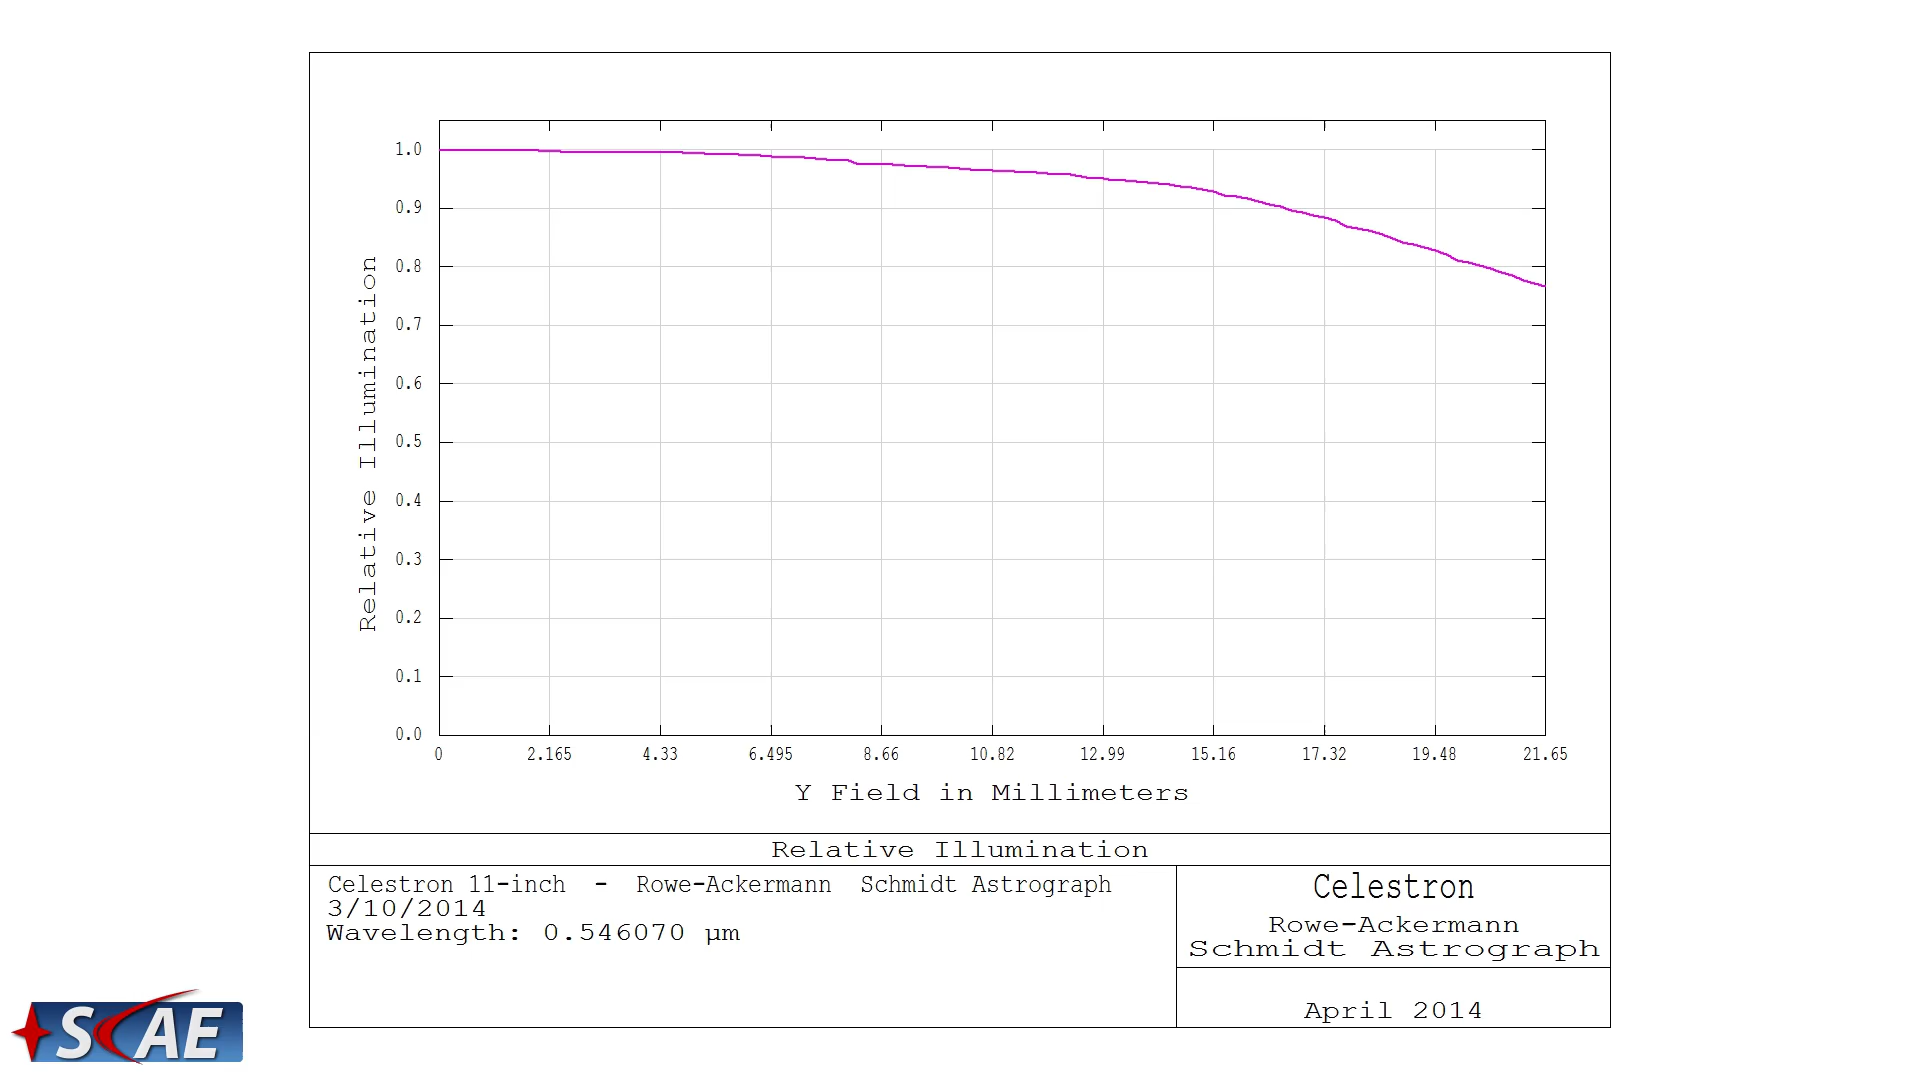 1.0
0.9
0.8
0.7
0.6
0.5
0.4
0.3
0.2
0.1
0.0
Relative Illumination
0 2.165 4.33 6.495 8.66 10.82 12.99 15.16 17.32 19.48 21.65
Y Field in Millimeters
Relative Illumination
Celestron 11-inch - Rowe-Ackermann Schmidt Astrograph
3/10/2014
Wavelength: 0.546070 µm
Celestron
Rowe-Ackermann
Schmidt Astrograph
April 2014
SCAE